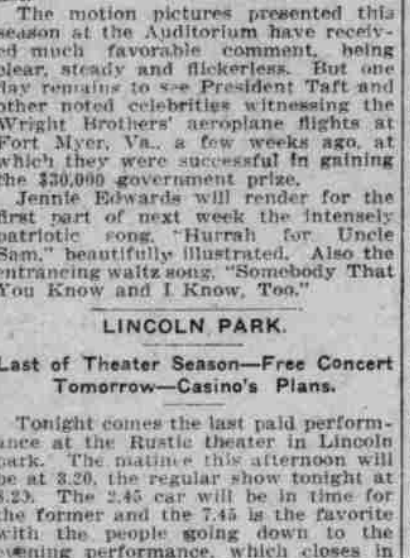 The motion pictures presented this
season at the Auditorium have receiv-
ed much favorable comment, being
clear, steady and flickerless. But one
day remains to see President Taft and
other noted celebrities witnessing the
Wright Brothers' aeroplane flights at
Fort Myer, Va., a few weeks ago, at
which they were successful in gaining
the $30,000 government prize.
Jennie Edwards will render for the
first part of next week the intensely
patriotic song, "Hurrah for Uncle
Sam," beautifully illustrated. Also the
entrancing waltz song, "Somebody That
You Know and I Know, Too."
LINCOLN PARK.
Last of Theater Season—Free Concert
Tomorrow—Casino's Plans.
Tonight comes the last paid perform-
ance at the Rustic theater in Lincoln
park. The matinee this afternoon will
be at 3.20, the regular show tonight at
8.20. The 2.45 car will be in time for
the former and the 7.45 is the favorite
with the people going down to the
evening performance, which closes in